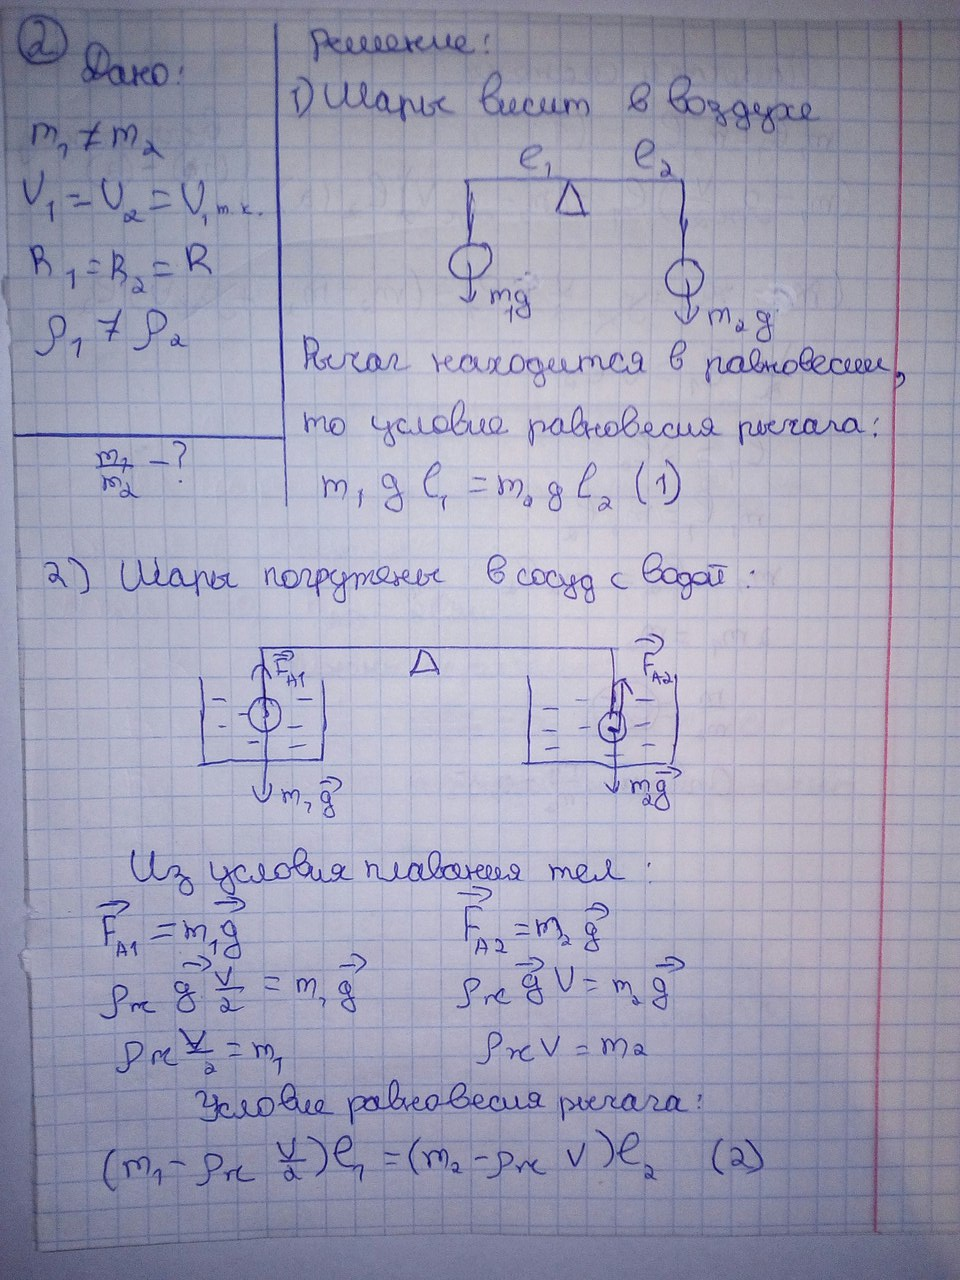 2
Дано:
m₁ ≠ m₂
V₁ = V₂ = V, т.к.
R₁ = R₂ = R
ρ₁ ≠ ρ₂
m₁/m₂ - ?
Решение:
1) Шары висят в воздухе
l₁ l₂
m₁g⃗
m₂g⃗
Рычаг находится в равновесии,
то условие равновесия рычага:
m₁ g l₁ = m₂ g l₂ (1)
2) Шары погружены в сосуд с водой:
F⃗A1 F⃗A2
m₁g⃗ m₂g⃗
Из условия плавания тел:
F⃗A1 = m₁g⃗ F⃗A2 = m₂g⃗
ρж g⃗ V/2 = m₁g⃗ ρж g⃗ V = m₂g⃗
ρж V/2 = m₁ ρж V = m₂
Условие равновесия рычага:
(m₁ - ρж V/2) l₁ = (m₂ - ρж V) l₂ (2)